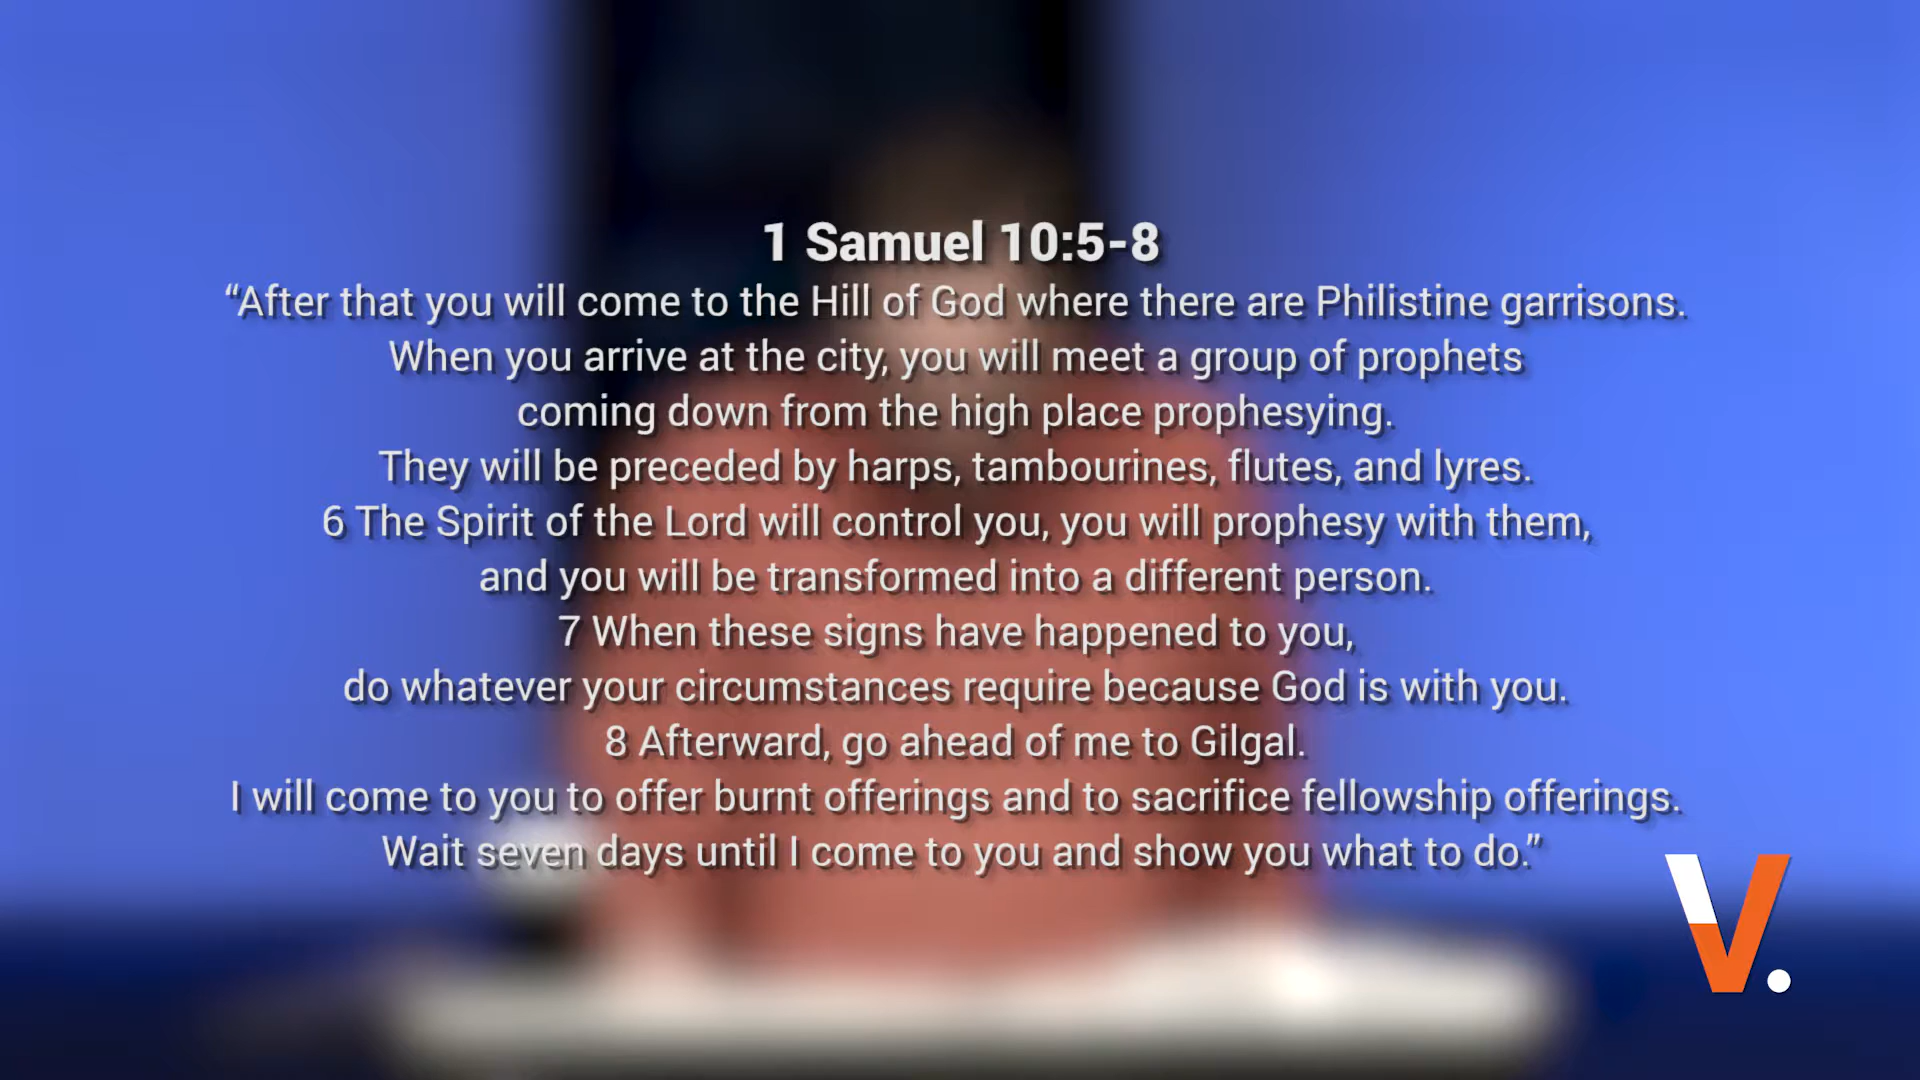 1 Samuel 10:5-8
“After that you will come to the Hill of God where there are Philistine garrisons.
When you arrive at the city, you will meet a group of prophets
coming down from the high place prophesying.
They will be preceded by harps, tambourines, flutes, and lyres.
6 The Spirit of the Lord will control you, you will prophesy with them,
and you will be transformed into a different person.
7 When these signs have happened to you,
do whatever your circumstances require because God is with you.
8 Afterward, go ahead of me to Gilgal.
I will come to you to offer burnt offerings and to sacrifice fellowship offerings.
Wait seven days until I come to you and show you what to do.”
V.